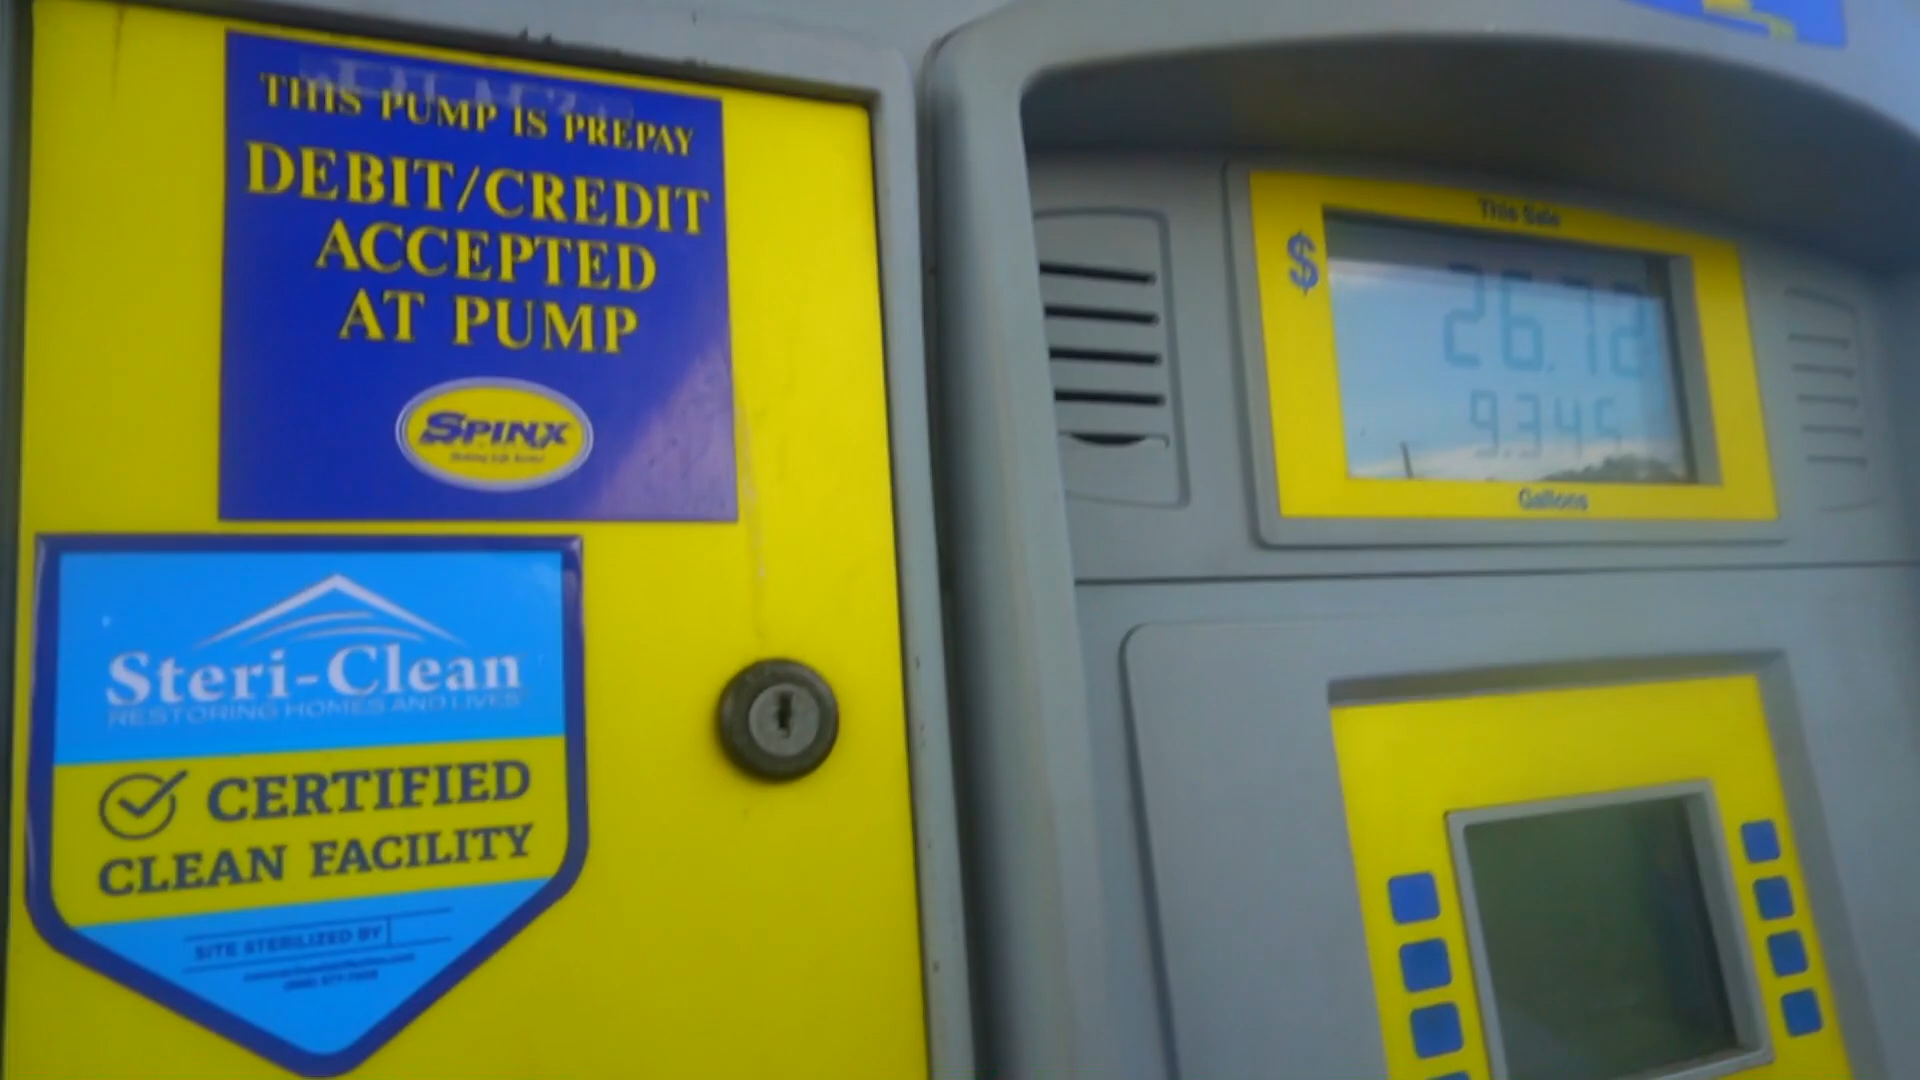 THIS PUMP IS PREPAY
DEBIT/CREDIT
ACCEPTED
AT PUMP
SPINX
Steri-Clean
RESTORING HOMES AND LIVES
CERTIFIED
CLEAN FACILITY
SITE STERILIZED BY
This Sale
$
26.72
9.345
Gallons